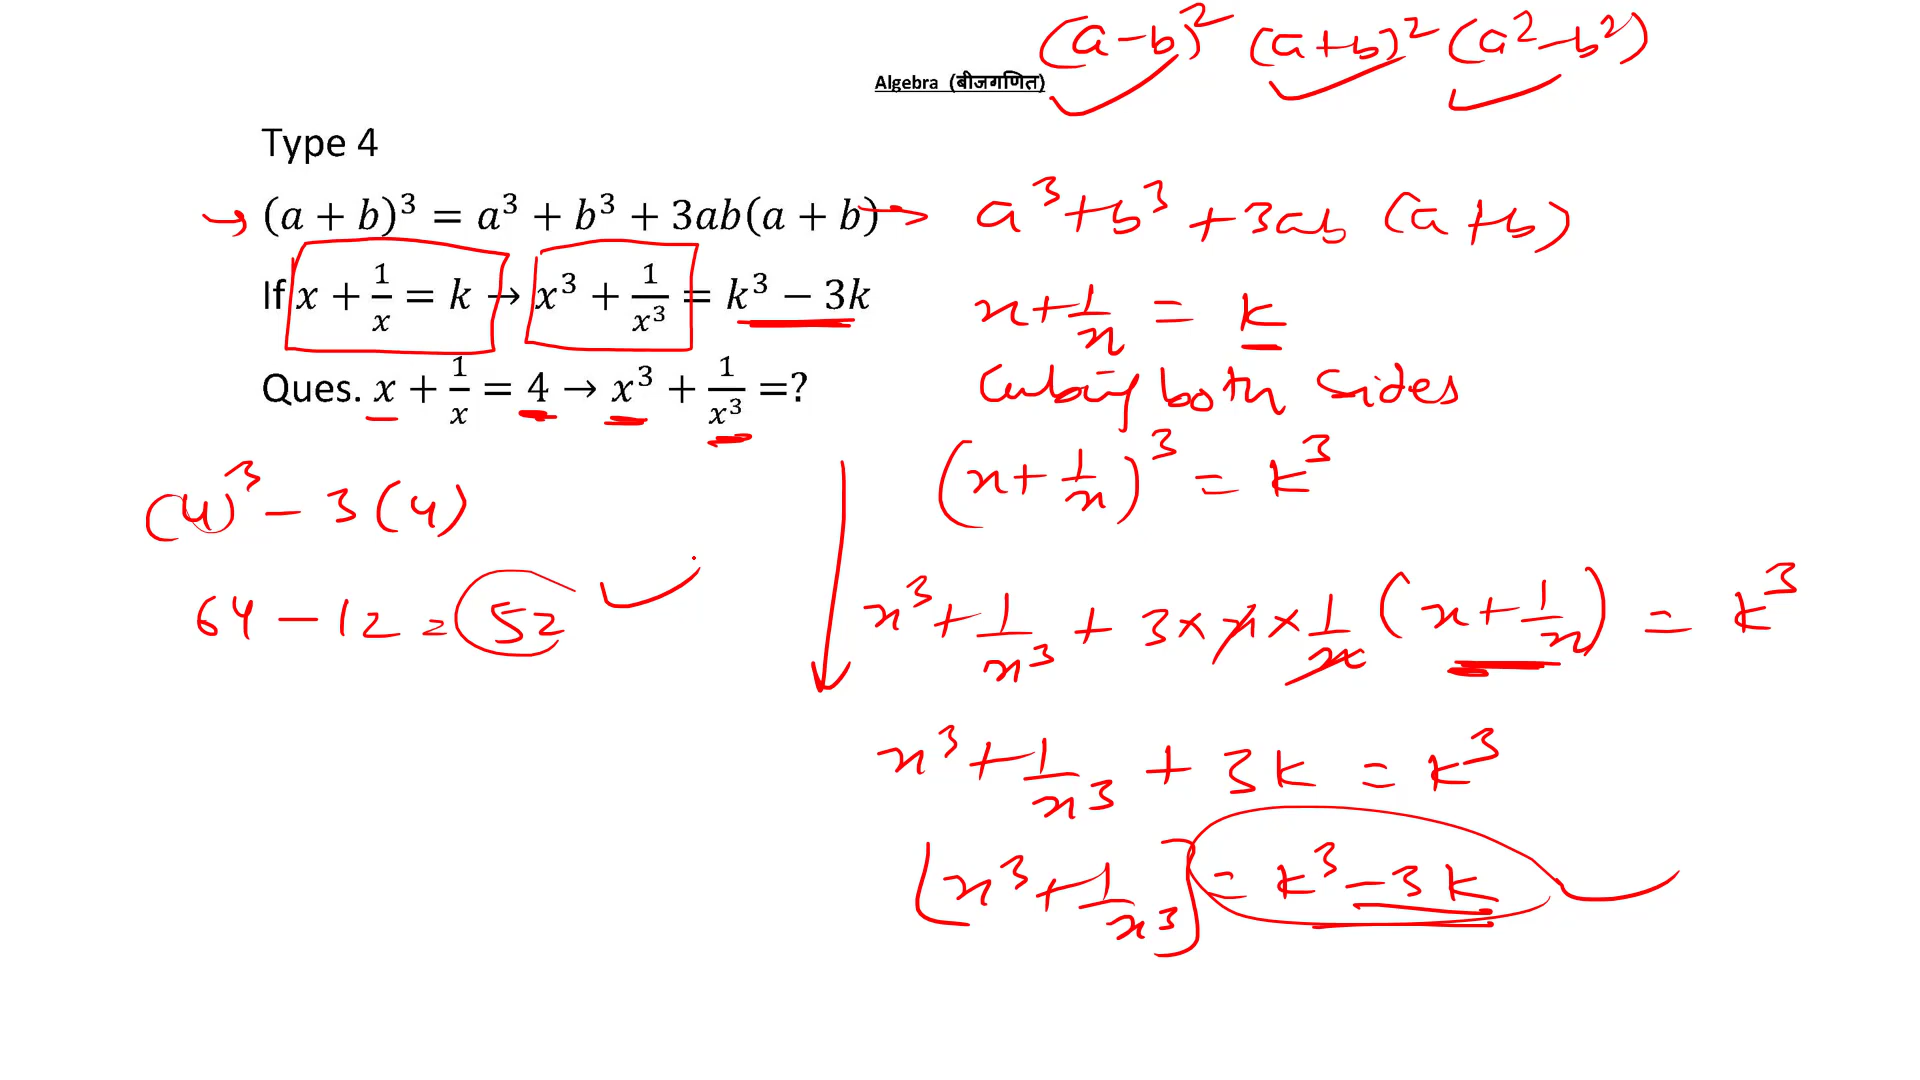 (a-b)² (a+b)² (a²-b²)
Algebra (बीजगणित)
Type 4
(a + b)³ = a³ + b³ + 3ab(a + b) → a³+b³ +3ab (a+b)
If x + 1/x = k → x³ + 1/x³ = k³ − 3k
x+1/x = k
Ques. x + 1/x = 4 → x³ + 1/x³ =?
Cubing both sides
(x+1/x)³ = k³
(4)³ - 3(4)
64 - 12 = 52
x³+1/x³ + 3×x×1/x (x+1/x) = k³
x³+1/x³ + 3k = k³
[x³+1/x³] = k³-3k